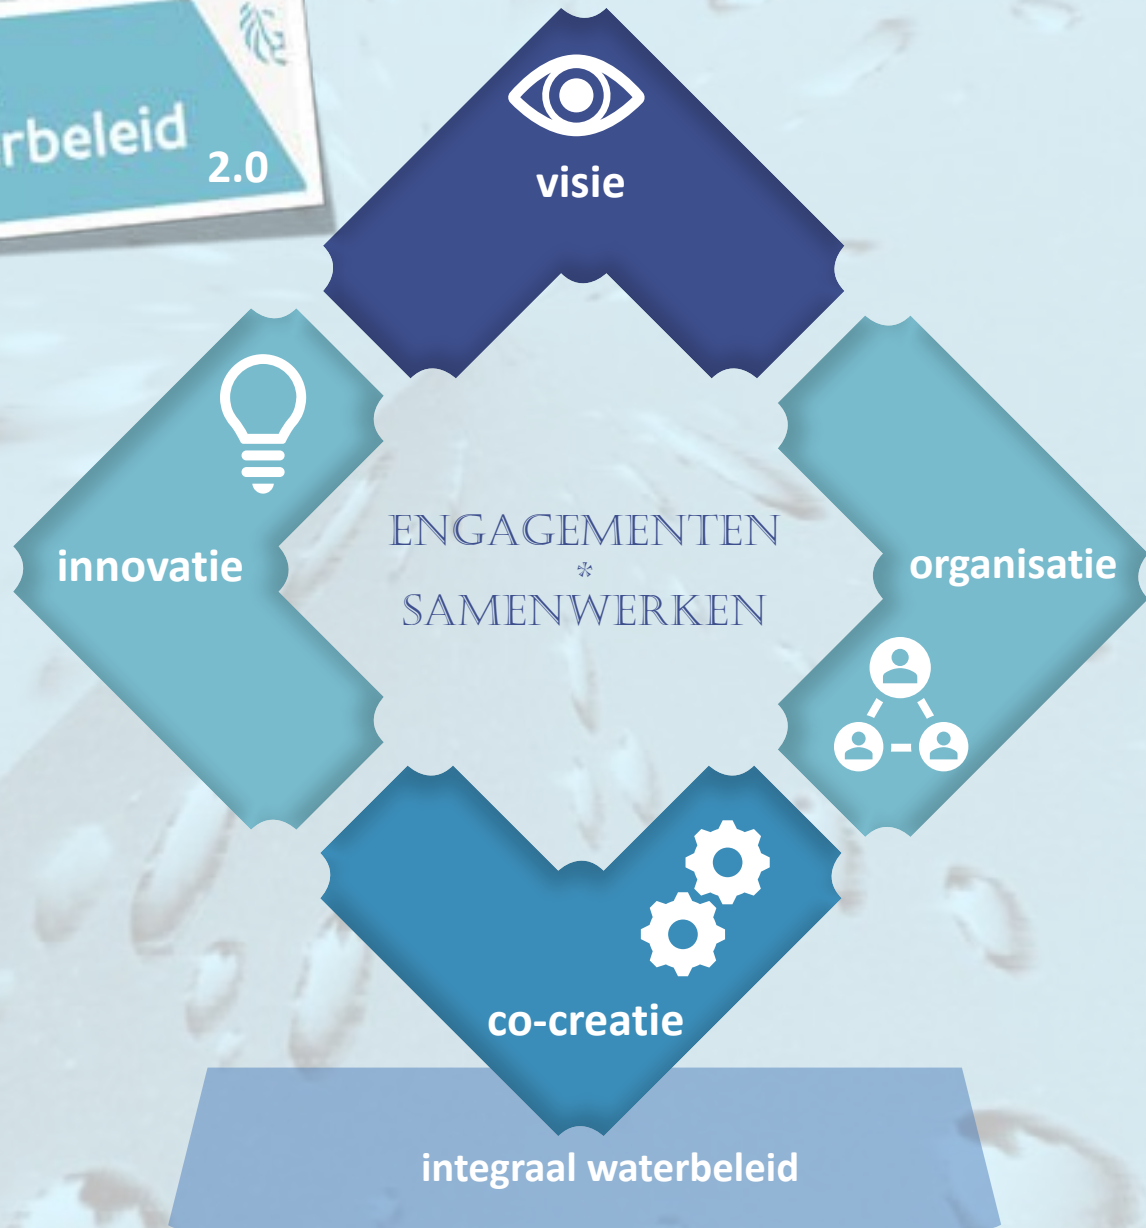 rbeleid
2.0
visie
innovatie
ENGAGEMENTEN
*
SAMENWERKEN
organisatie
co-creatie
integraal waterbeleid